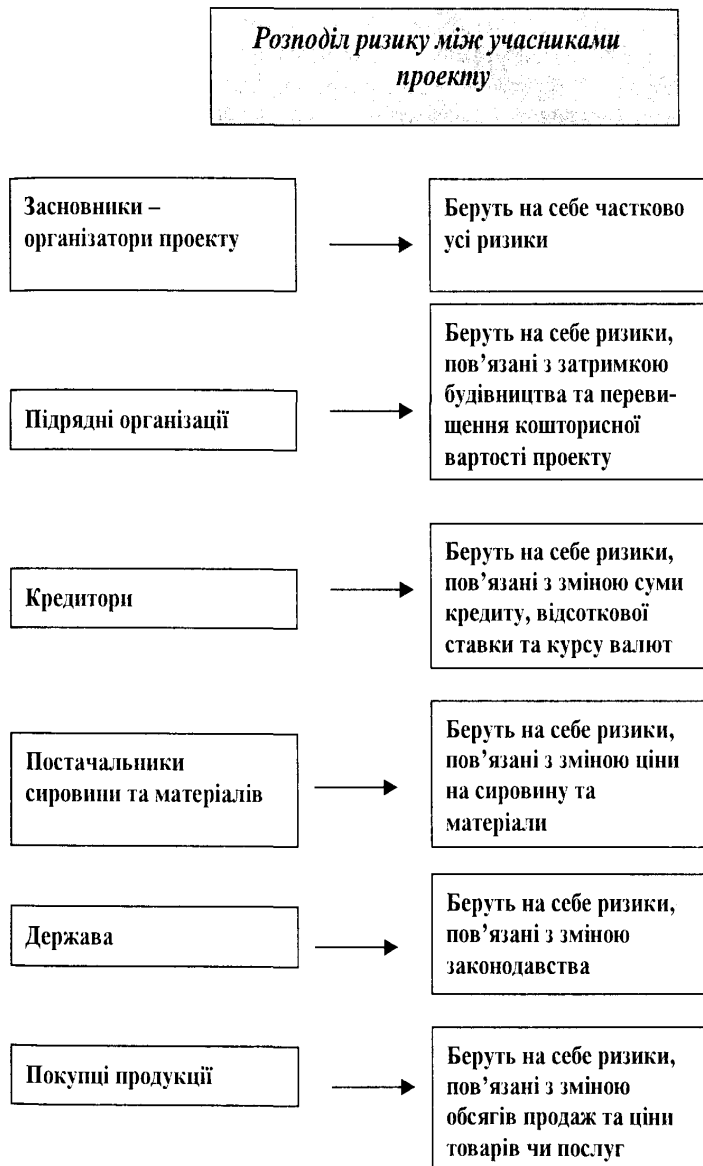 Розподіл ризику між учасниками
проекту
Засновники –
організатори проекту
Беруть на себе частково
усі ризики
Підрядні організації
Беруть на себе ризики,
пов’язані з затримкою
будівництва та переви-
щення кошторисної
вартості проекту
Кредитори
Беруть на себе ризики,
пов’язані з зміною суми
кредиту, відсоткової
ставки та курсу валют
Постачальники
сировини та матеріалів
Беруть на себе ризики,
пов’язані з зміною ціни
на сировину та
матеріали
Держава
Беруть на себе ризики,
пов’язані з зміною
законодавства
Покупці продукції
Беруть на себе ризики,
пов’язані з зміною
обсягів продаж та ціни
товарів чи послуг